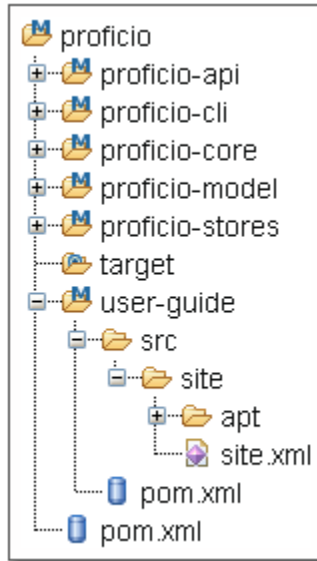 proficio
proficio-api
proficio-cli
proficio-core
proficio-model
proficio-stores
target
user-guide
src
site
apt
site.xml
pom.xml
pom.xml